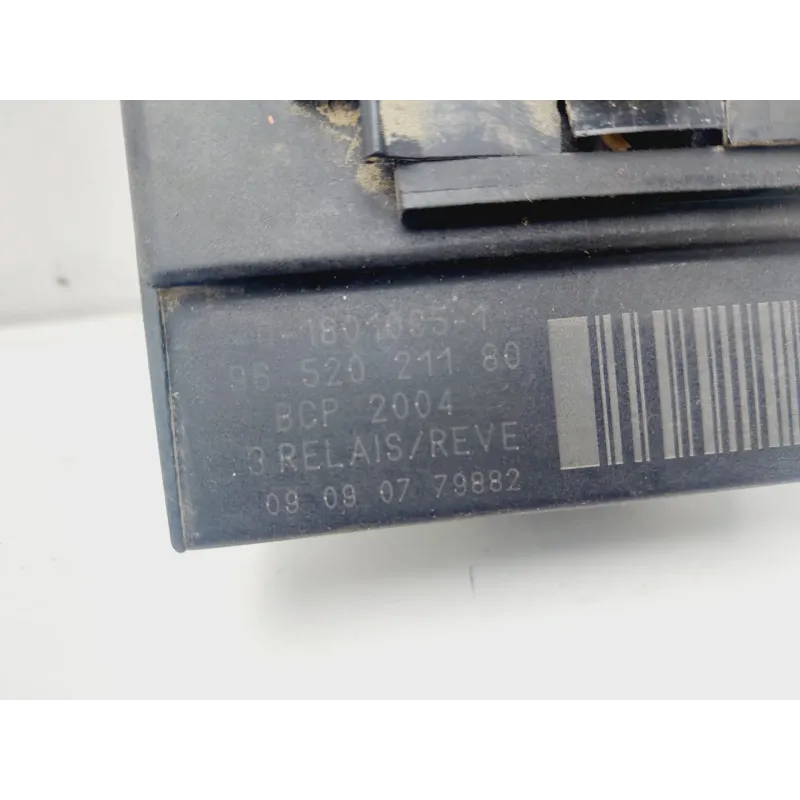 96 520 211 80
BCP 2004
3 RELAIS/REVE
09 09 07 79882